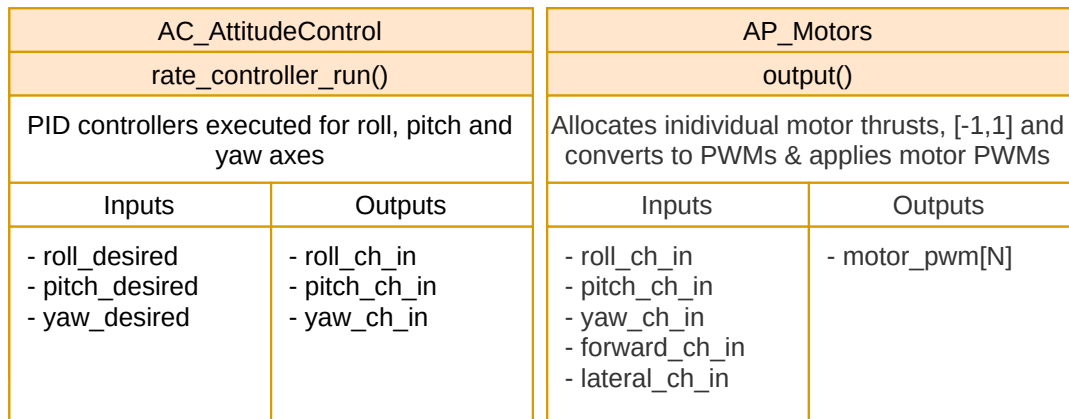 AC_AttitudeControl
rate_controller_run()
PID controllers executed for roll, pitch and
yaw axes
Inputs
Outputs
- roll_desired
- pitch_desired
- yaw_desired
- roll_ch_in
- pitch_ch_in
- yaw_ch_in
AP_Motors
output()
Allocates inidividual motor thrusts, [-1,1] and
converts to PWMs & applies motor PWMs
Inputs
Outputs
- roll_ch_in
- pitch_ch_in
- yaw_ch_in
- forward_ch_in
- lateral_ch_in
- motor_pwm[N]